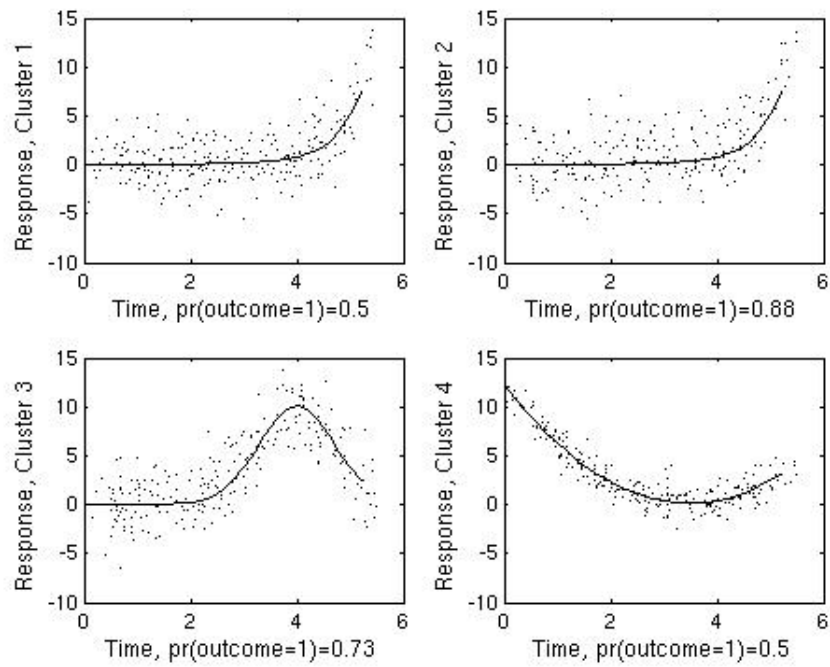 Response, Cluster 1
15
10
5
0
-5
-10
0 2 4 6
Time, pr(outcome=1)=0.5
Response, Cluster 2
15
10
5
0
-5
-10
0 2 4 6
Time, pr(outcome=1)=0.88
Response, Cluster 3
15
10
5
0
-5
-10
0 2 4 6
Time, pr(outcome=1)=0.73
Response, Cluster 4
15
10
5
0
-5
-10
0 2 4 6
Time, pr(outcome=1)=0.5